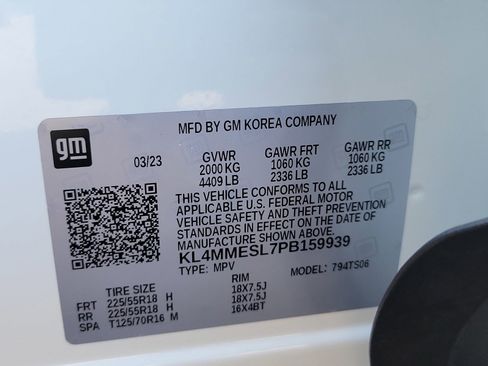 gm
MFD BY GM KOREA COMPANY
03/23 GVWR GAWR FRT GAWR RR
2000 KG 1060 KG 1060 KG
4409 LB 2336 LB 2336 LB
THIS VEHICLE CONFORMS TO ALL
APPLICABLE U.S. FEDERAL MOTOR
VEHICLE SAFETY AND THEFT PREVENTION
STANDARDS IN EFFECT ON THE DATE OF
MANUFACTURE SHOWN ABOVE.
KL4MMESL7PB159939
TYPE: MPV MODEL: 794TS06
TIRE SIZE RIM
FRT 225/55R18 H 18X7.5J
RR 225/55R18 H 18X7.5J
SPA T125/70R16 M 16X4BT